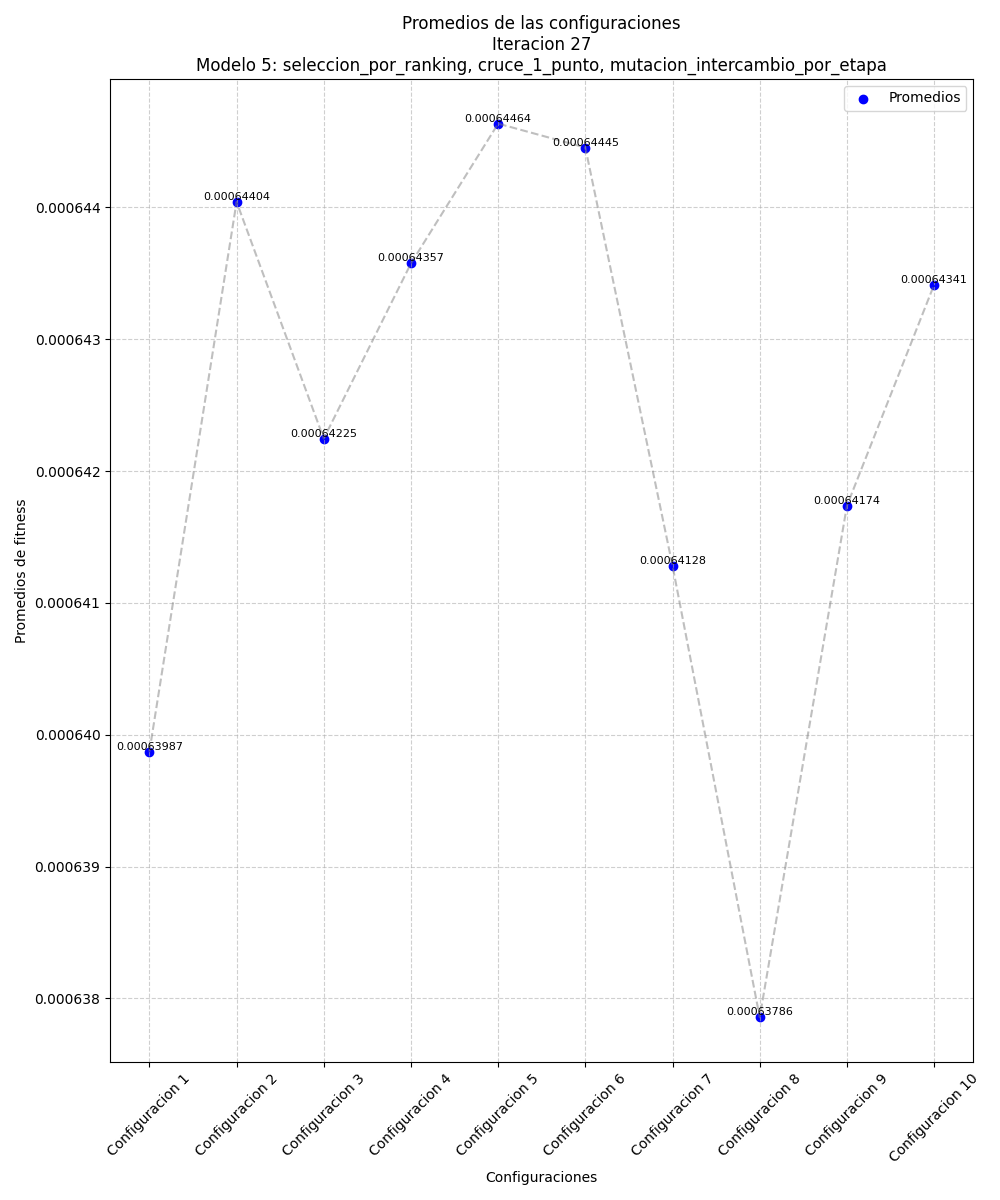 Promedios de las configuraciones
Iteracion 27
Modelo 5: seleccion_por_ranking, cruce_1_punto, mutacion_intercambio_por_etapa
Promedios
0.00064464
0.00064445
0.00064404
0.00064357
0.00064341
0.00064225
0.00064174
0.00064128
0.00063987
0.00063786
0.000644
0.000643
0.000642
0.000641
0.000640
0.000639
0.000638
Promedios de fitness
Configuracion 1
Configuracion 2
Configuracion 3
Configuracion 4
Configuracion 5
Configuracion 6
Configuracion 7
Configuracion 8
Configuracion 9
Configuracion 10
Configuraciones